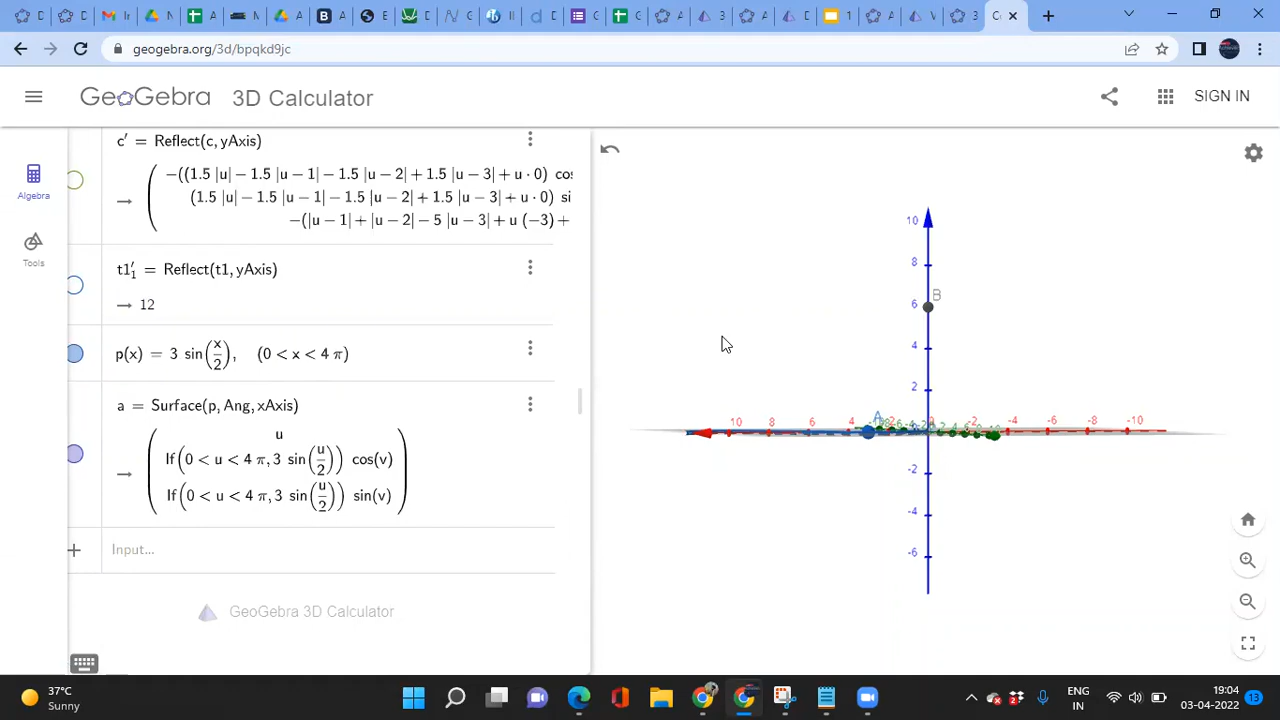 geogebra.org/3d/bpqkd9jc
GeoGebra 3D Calculator
SIGN IN
Algebra
Tools
c′ = Reflect(c, yAxis)
−((1.5 |u| − 1.5 |u − 1| − 1.5 |u − 2| + 1.5 |u − 3| + u · 0) cos
(1.5 |u| − 1.5 |u − 1| − 1.5 |u − 2| + 1.5 |u − 3| + u · 0) si
→ −(|u − 1| + |u − 2| − 5 |u − 3| + u (−3) +
t1′₁ = Reflect(t1, yAxis)
→ 12
p(x) = 3 sin(x/2), (0 < x < 4 π)
a = Surface(p, Ang, xAxis)
u
If(0 < u < 4 π, 3 sin(u/2)) cos(v)
→ If(0 < u < 4 π, 3 sin(u/2)) sin(v)
+ Input...
GeoGebra 3D Calculator
10
8
6
B
4
2
A
10 8 6 4 -2 0 -2 -4 -6 -8 -10
-2
-4
-6
37°C
Sunny
ENG
IN
19:04
03-04-2022
13